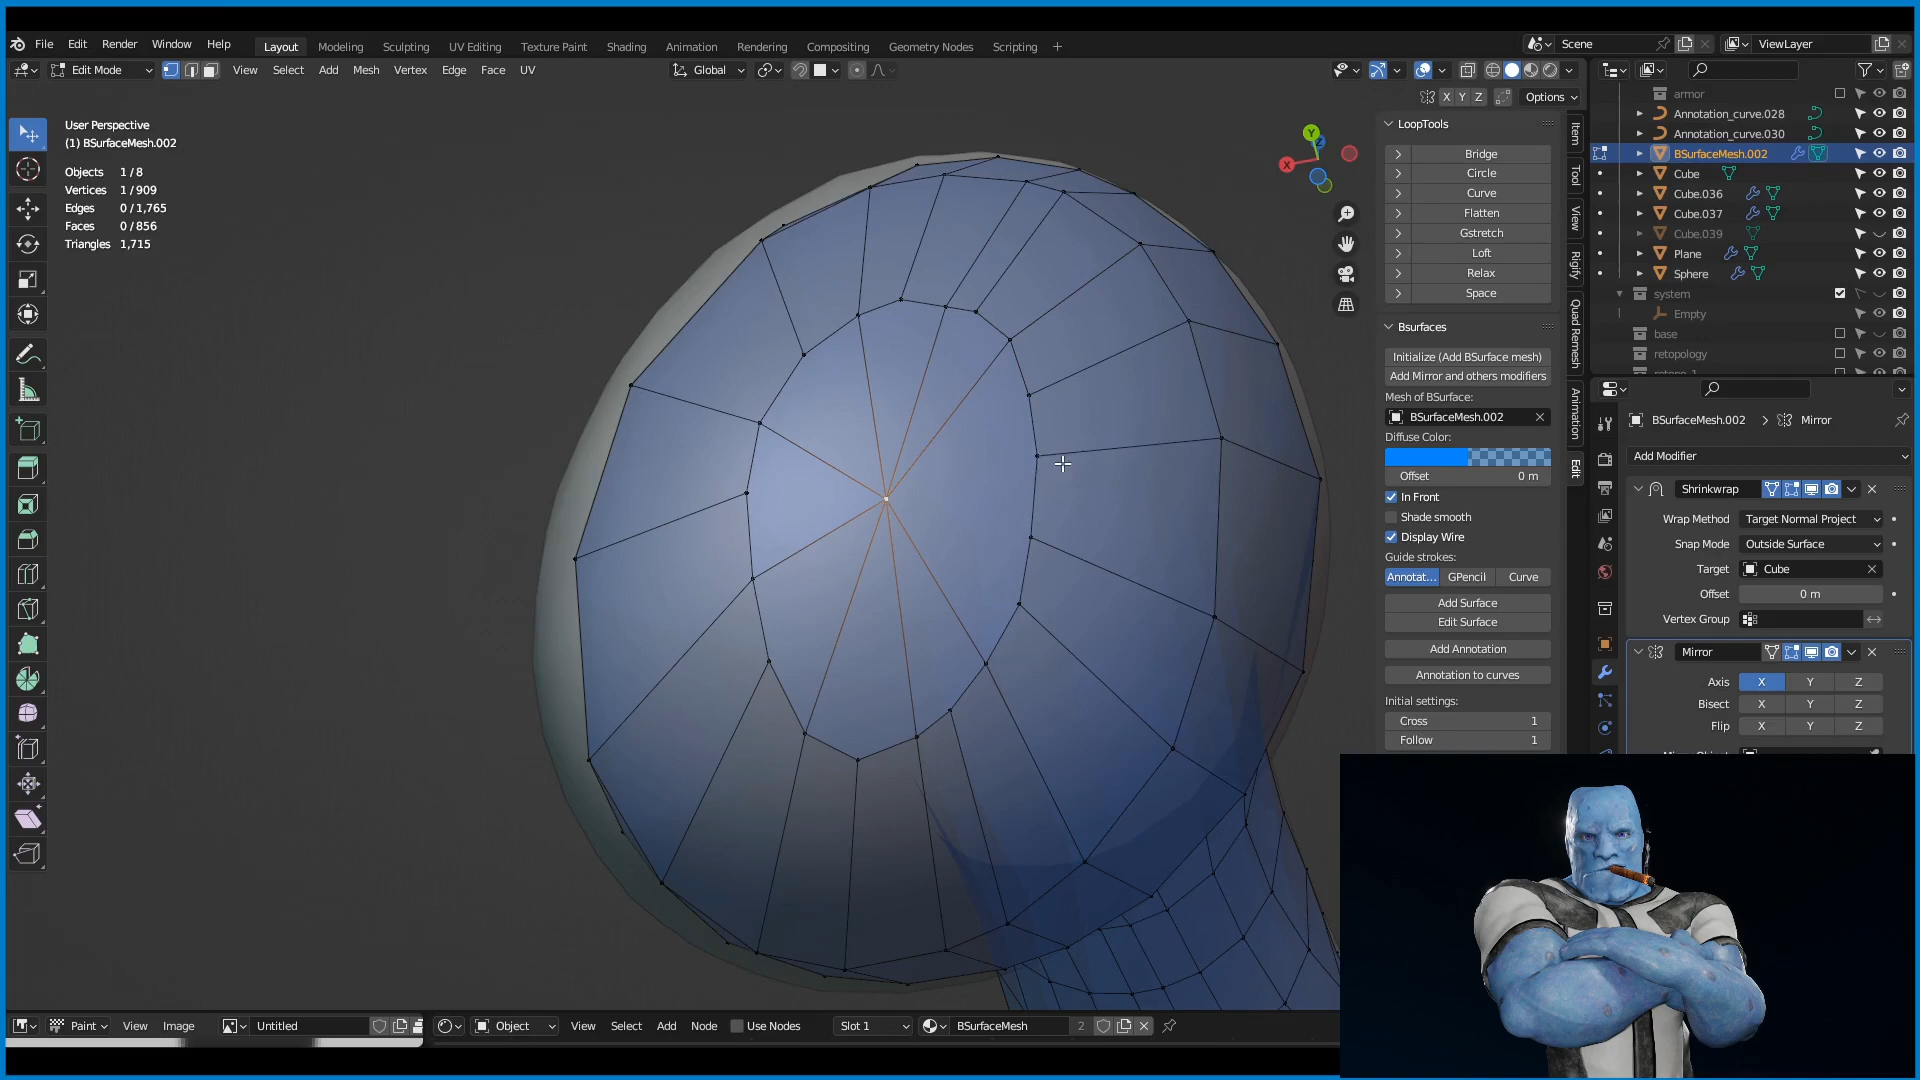 File Edit Render Window Help Layout Modeling Sculpting UV Editing Texture Paint Shading Animation Rendering Compositing Geometry Nodes Scripting + Scene ViewLayer
Edit Mode View Select Add Mesh Vertex Edge Face UV Global
X Y Z Options
User Perspective
(1) BSurfaceMesh.002
Objects 1/8
Vertices 1/909
Edges 0/1,765
Faces 0/856
Triangles 1,715
Y
Z
X
LoopTools
Bridge
Circle
Curve
Flatten
Gstretch
Loft
Relax
Space
Bsurfaces
Initialize (Add BSurface mesh)
Add Mirror and others modifiers
Mesh of BSurface:
BSurfaceMesh.002
Diffuse Color:
Offset 0 m
In Front
Shade smooth
Display Wire
Guide strokes:
Annotat... GPencil Curve
Add Surface
Edit Surface
Add Annotation
Annotation to curves
Initial settings:
Cross 1
Follow 1
Item
Tool
View
Rigify
Quad Remesh
Animation
Edit
armor
Annotation_curve.028
Annotation_curve.030
BSurfaceMesh.002
Cube
Cube.036
Cube.037
Cube.039
Plane
Sphere
system
Empty
base
retopology
BSurfaceMesh.002 > Mirror
Add Modifier
Shrinkwrap
Wrap Method Target Normal Project
Snap Mode Outside Surface
Target Cube
Offset 0 m
Vertex Group
Mirror
Axis X Y Z
Bisect X Y Z
Flip X Y Z
Paint View Image Untitled Object View Select Add Node Use Nodes Slot 1 BSurfaceMesh 2